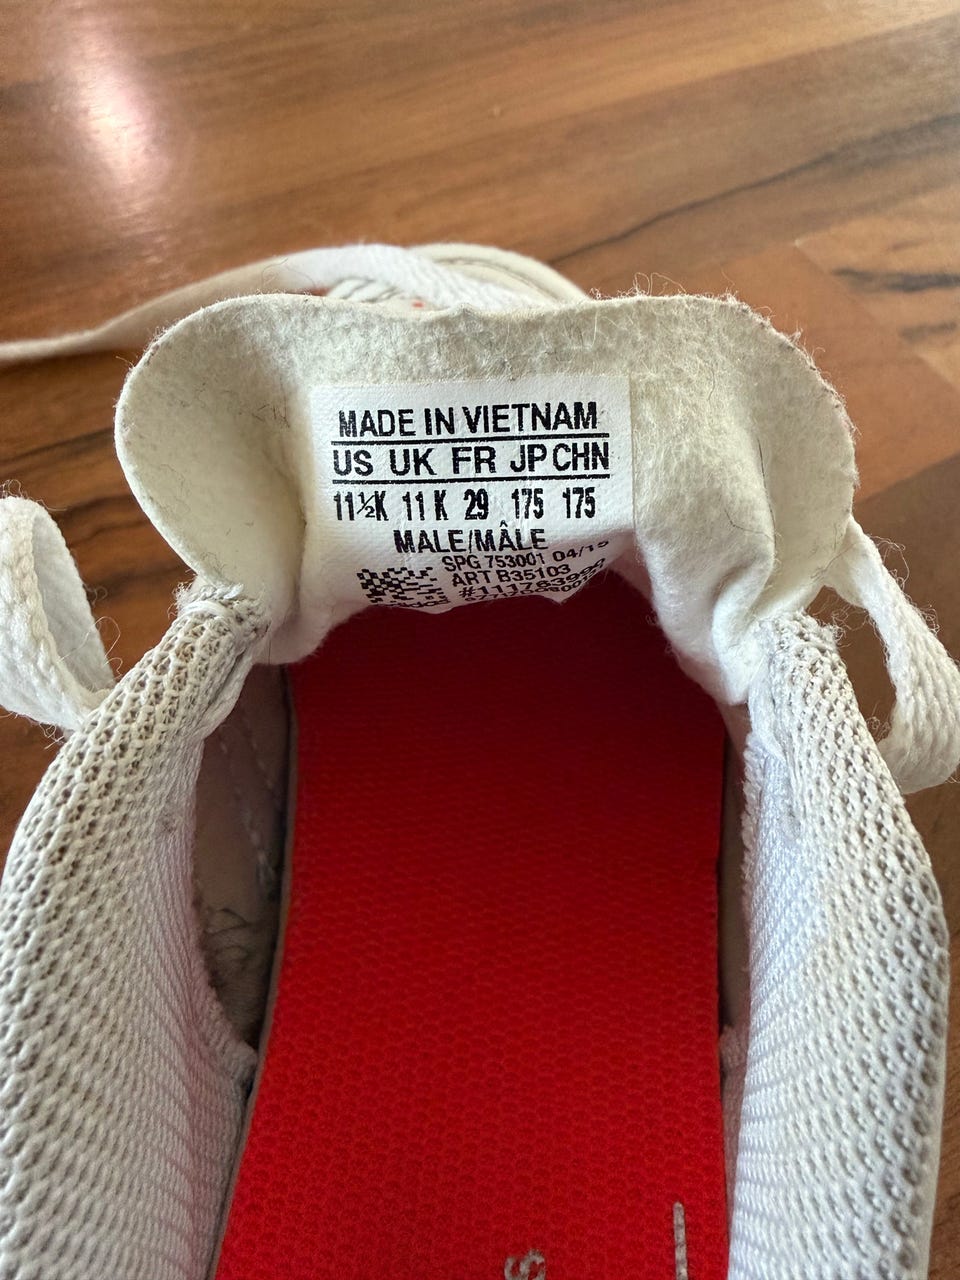 MADE IN VIETNAM
US UK FR JP CHN
11½K 11 K 29 175 175
MALE/MÂLE
SPG 753001 04/15
ART B35103